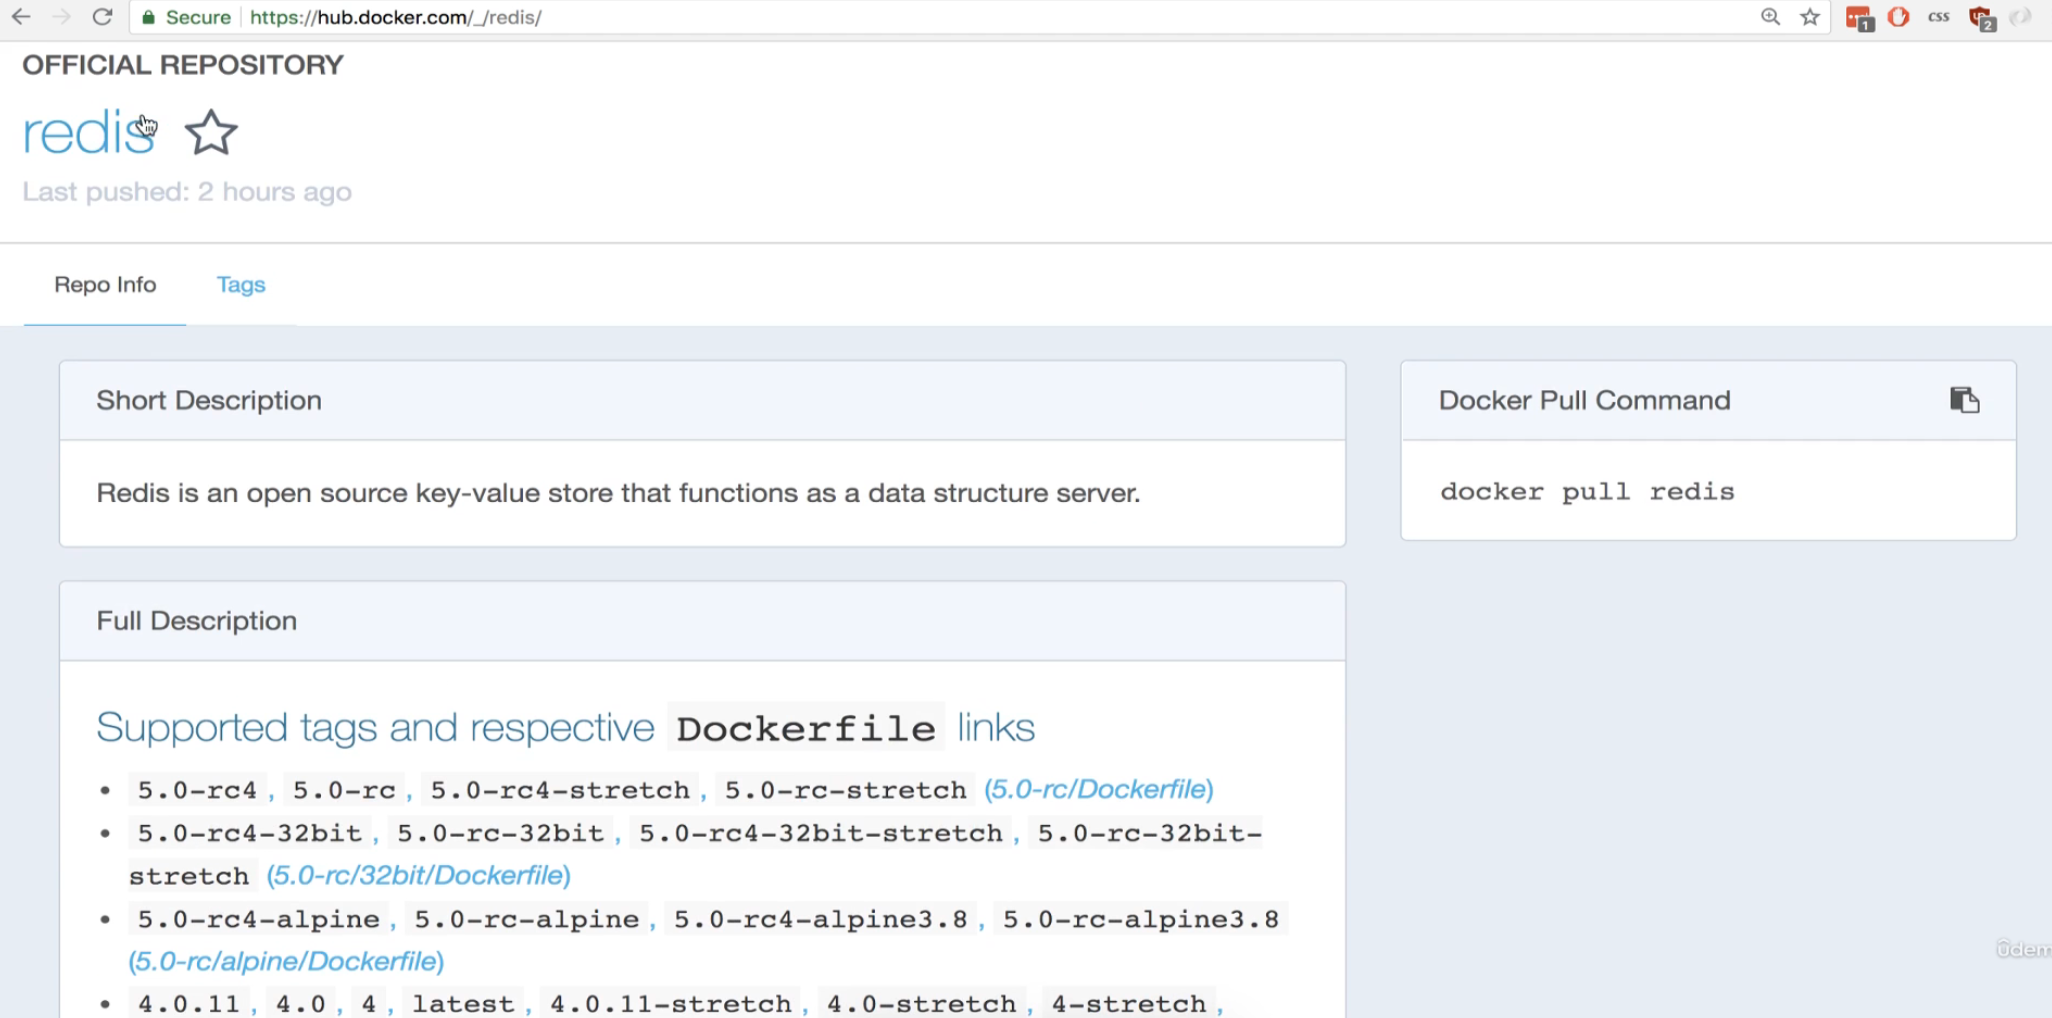 Secure https://hub.docker.com/_/redis/
1 css 2
OFFICIAL REPOSITORY
redis
Last pushed: 2 hours ago
Repo Info Tags
Short Description
Redis is an open source key-value store that functions as a data structure server.
Docker Pull Command
docker pull redis
Full Description
Supported tags and respective Dockerfile links
• 5.0-rc4 , 5.0-rc , 5.0-rc4-stretch , 5.0-rc-stretch (5.0-rc/Dockerfile)
• 5.0-rc4-32bit , 5.0-rc-32bit , 5.0-rc4-32bit-stretch , 5.0-rc-32bit-
stretch (5.0-rc/32bit/Dockerfile)
• 5.0-rc4-alpine , 5.0-rc-alpine , 5.0-rc4-alpine3.8 , 5.0-rc-alpine3.8
(5.0-rc/alpine/Dockerfile)
• 4.0.11 , 4.0 , 4 , latest , 4.0.11-stretch , 4.0-stretch , 4-stretch ,
ûdem